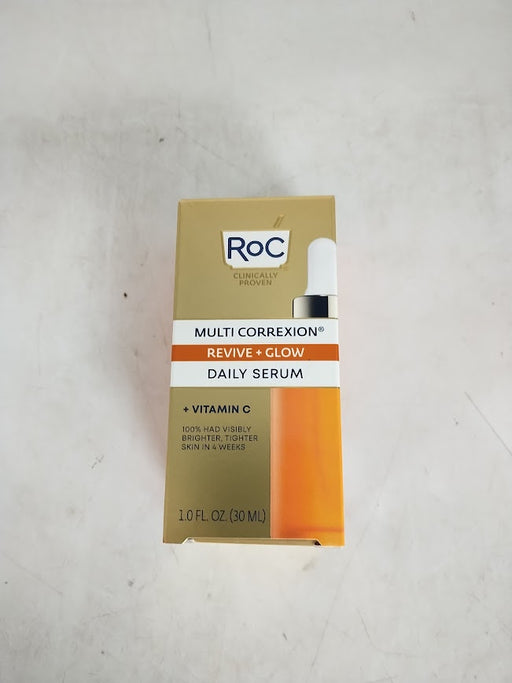 RoC
CLINICALLY
PROVEN
MULTI CORREXION®
REVIVE + GLOW
DAILY SERUM
+ VITAMIN C
100% HAD VISIBLY
BRIGHTER, TIGHTER
SKIN IN 4 WEEKS
1.0 FL. OZ. (30 ML)